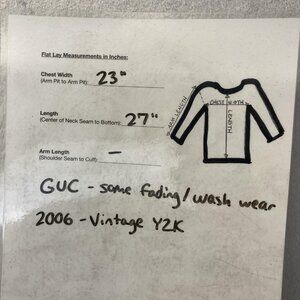 Flat Lay Measurements in Inches:
Chest Width
(Arm Pit to Arm Pit): 23"
Length
(Center of Neck Seam to Bottom): 27"
Arm Length
(Shoulder Seam to Cuff): –
ARM LENGTH
CHEST WIDTH
LENGTH
GUC - some fading/wash wear
2006 - Vintage Y2K